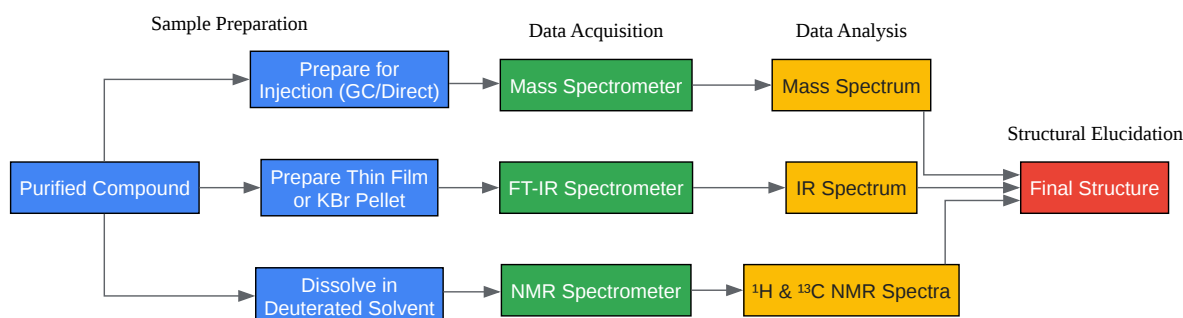 Sample Preparation
Data Acquisition
Data Analysis
Prepare for
Injection (GC/Direct)
Mass Spectrometer
Mass Spectrum
Structural Elucidation
Purified Compound
Prepare Thin Film
or KBr Pellet
FT-IR Spectrometer
IR Spectrum
Final Structure
Dissolve in
Deuterated Solvent
NMR Spectrometer
¹H & ¹³C NMR Spectra